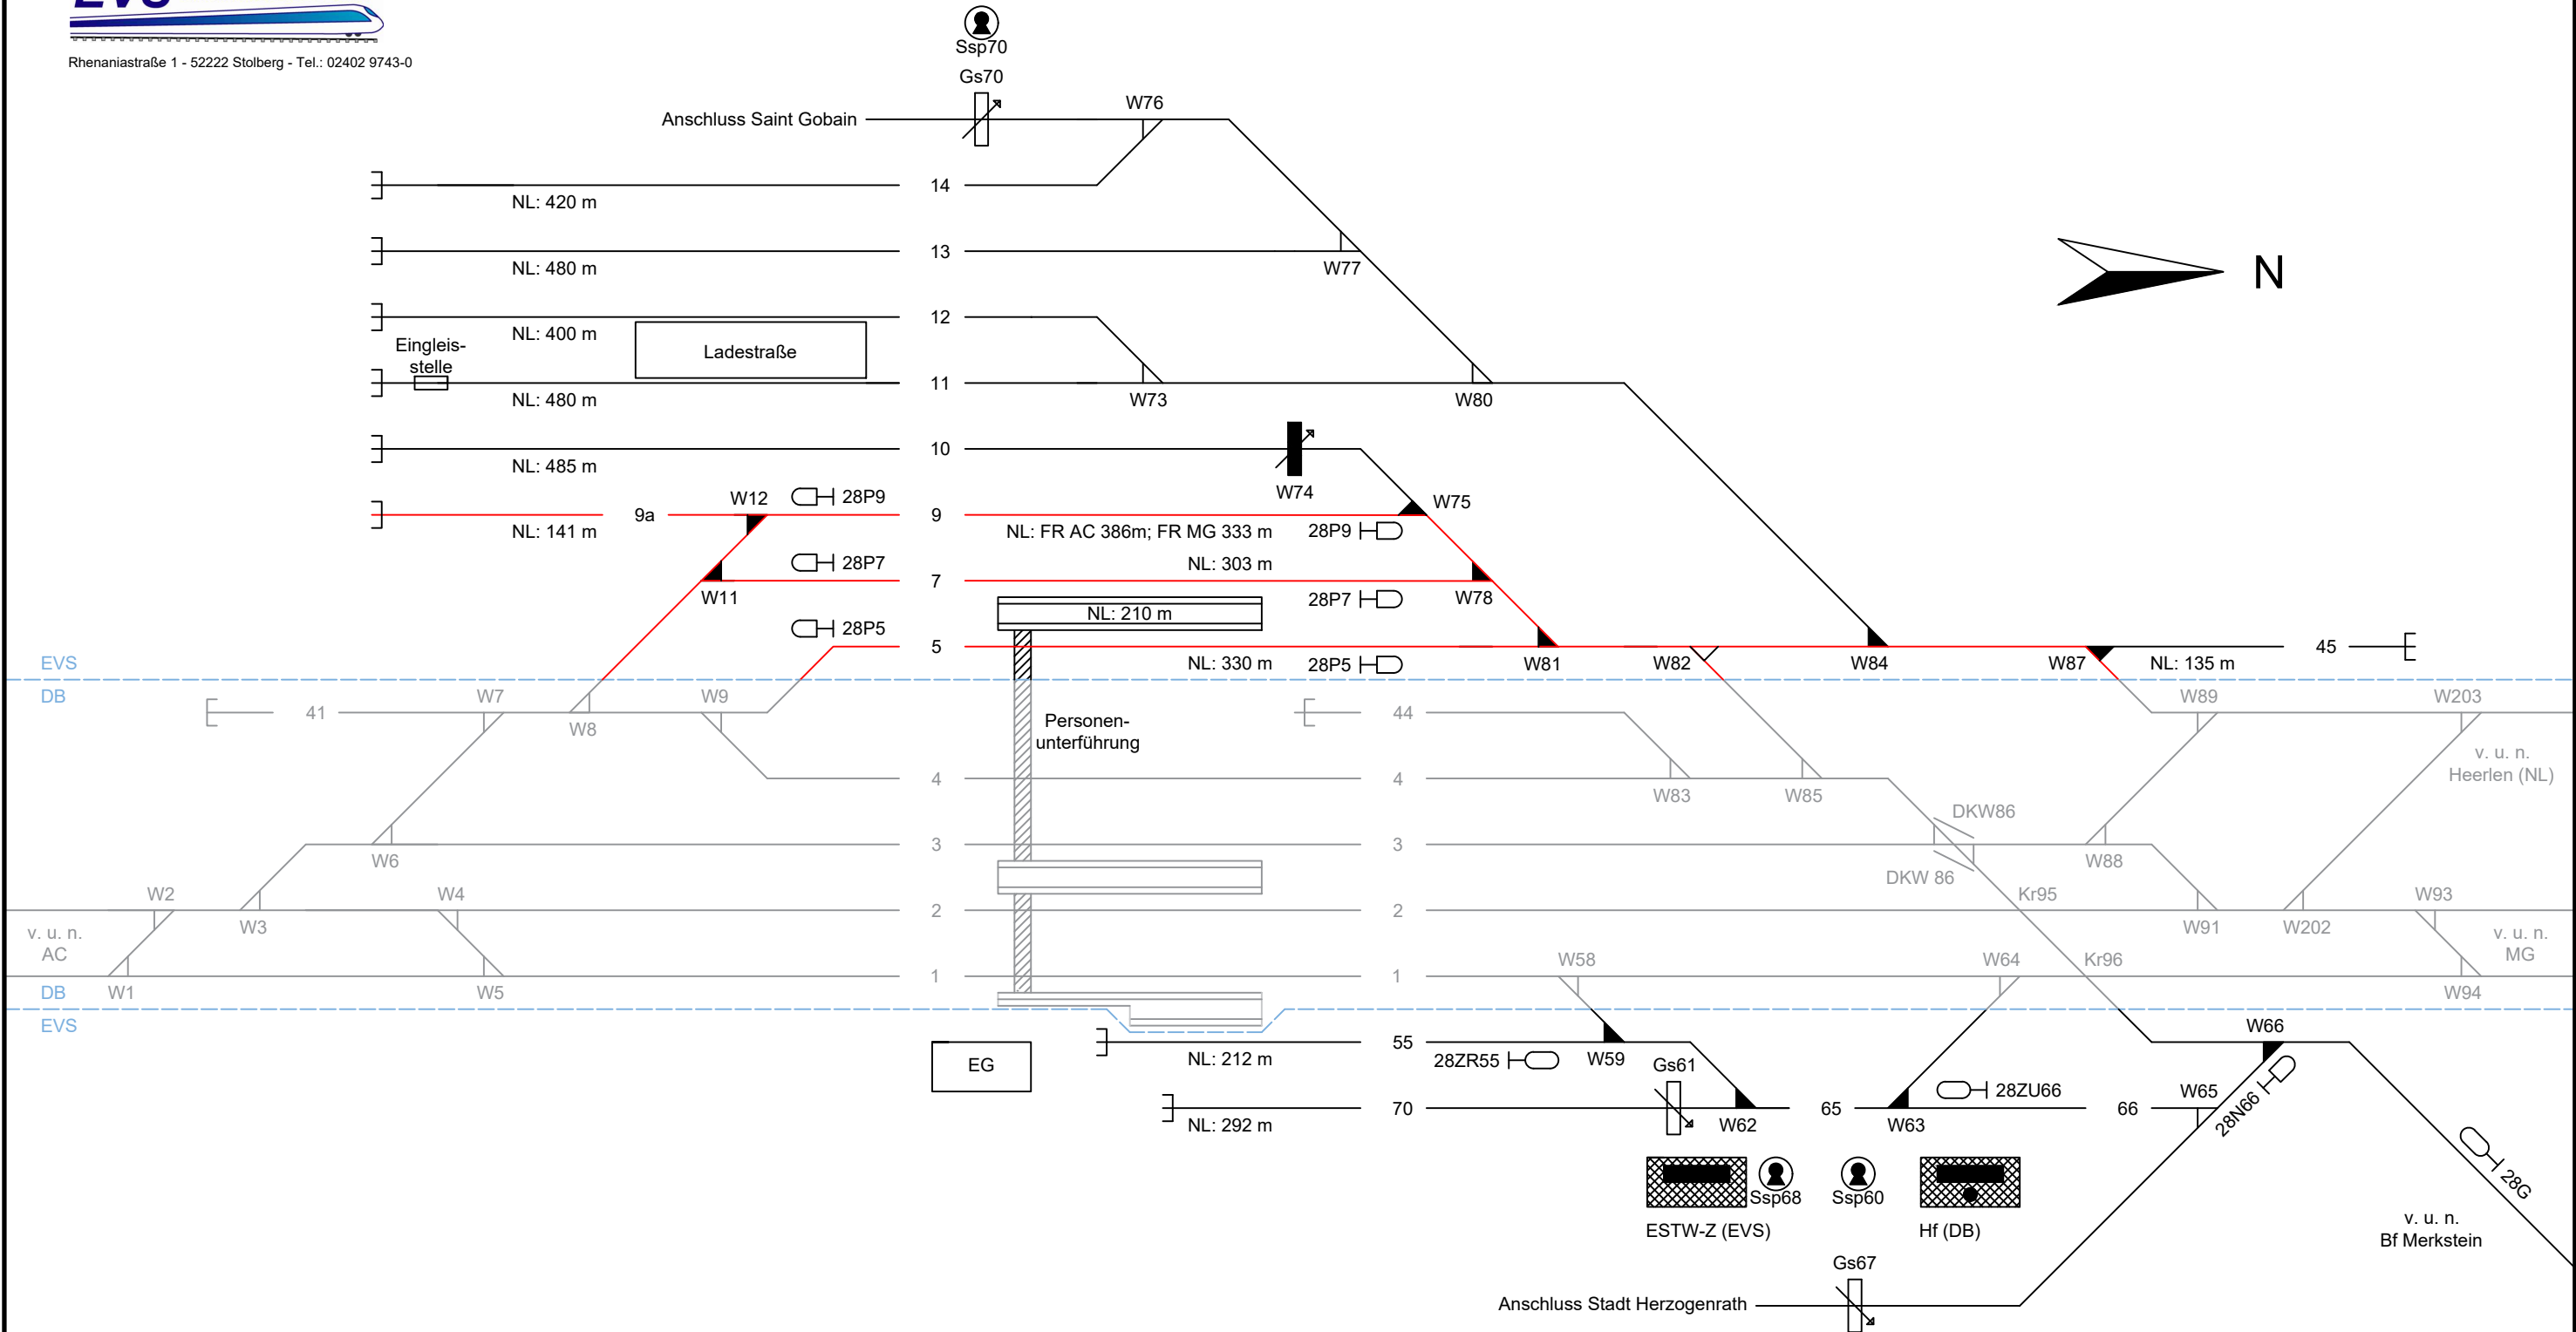 EVS
Rhenaniastraße 1 - 52222 Stolberg - Tel.: 02402 9743-0
Ssp70
Gs70
Anschluss Saint Gobain
W76
14
NL: 420 m
13
NL: 480 m
W77
N
12
NL: 400 m
Eingleis-
stelle
Ladestraße
11
NL: 480 m
W73
W80
10
NL: 485 m
W74
W12
28P9
W75
9a
9
NL: 141 m
NL: FR AC 386m; FR MG 333 m
28P9
28P7
NL: 303 m
7
W11
28P7
W78
NL: 210 m
28P5
5
45
EVS
NL: 330 m
28P5
W81
W82
W84
W87
NL: 135 m
DB
W7
W9
W89
W203
41
44
W8
Personen-
unterführung
v. u. n.
Heerlen (NL)
4
4
W83
W85
DKW86
3
3
W6
W88
DKW 86
W2
W4
Kr95
W93
2
2
W3
W91
W202
v. u. n.
AC
v. u. n.
MG
W58
W64
Kr96
1
1
DB
W1
W5
W94
EVS
W66
55
EG
NL: 212 m
28ZR55
W59
Gs61
28ZU66
W65
70
65
66
NL: 292 m
W62
W63
28N66
Ssp68
Ssp60
28G
ESTW-Z (EVS)
Hf (DB)
v. u. n.
Bf Merkstein
Gs67
Anschluss Stadt Herzogenrath